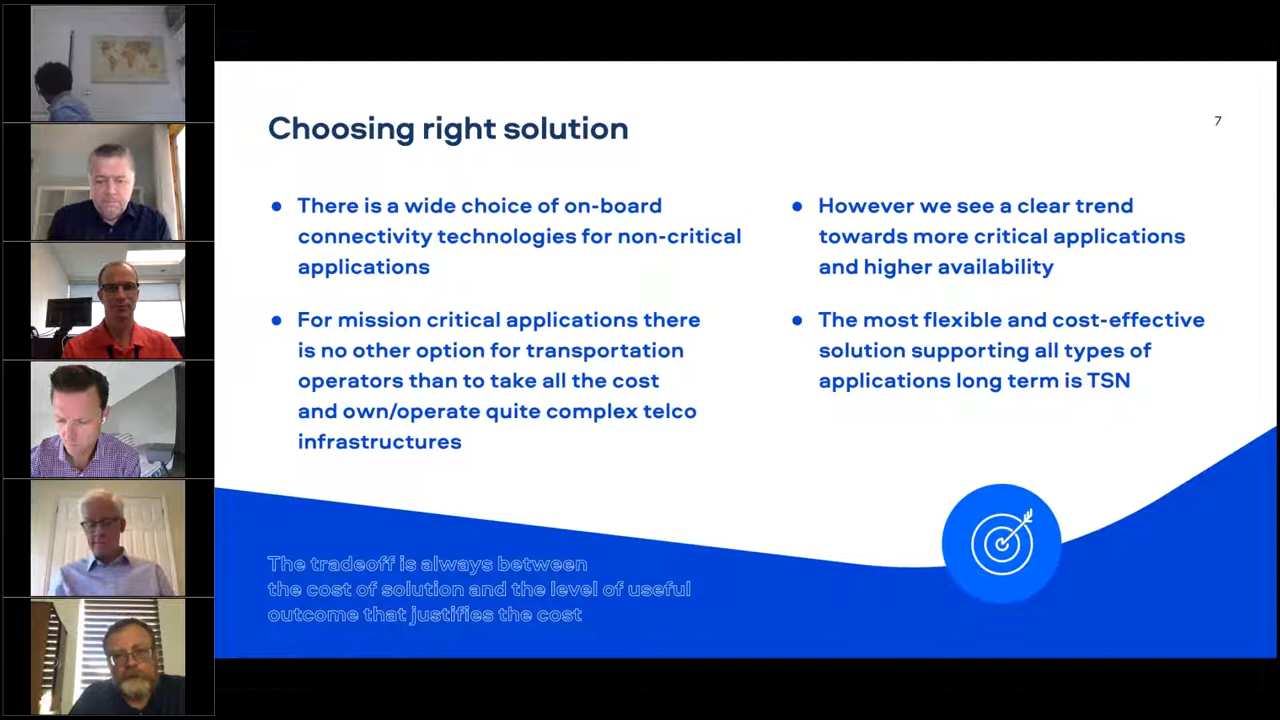 Choosing right solution
7
● There is a wide choice of on-board
connectivity technologies for non-critical
applications
● For mission critical applications there
is no other option for transportation
operators than to take all the cost
and own/operate quite complex telco
infrastructures
● However we see a clear trend
towards more critical applications
and higher availability
● The most flexible and cost-effective
solution supporting all types of
applications long term is TSN
The tradeoff is always between
the cost of solution and the level of useful
outcome that justifies the cost